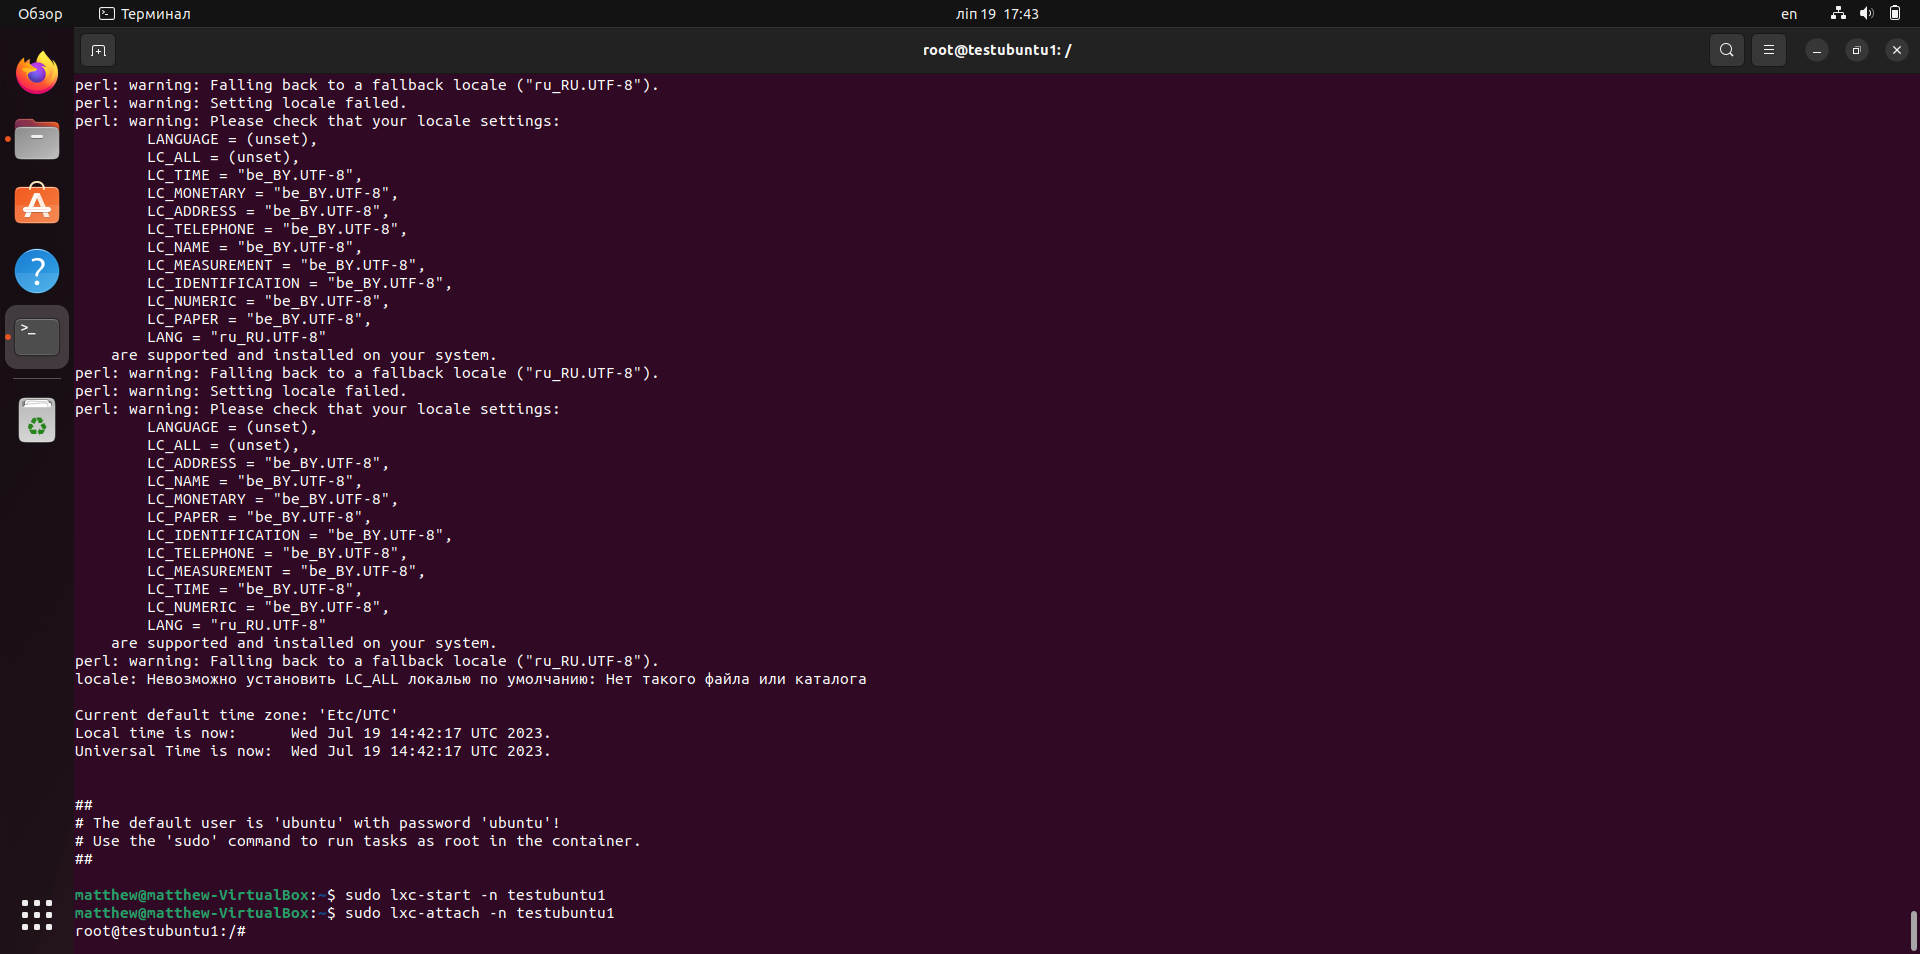 Обзор
Терминал
ліп 19 17:43
en
root@testubuntu1: /
perl: warning: Falling back to a fallback locale ("ru_RU.UTF-8").
perl: warning: Setting locale failed.
perl: warning: Please check that your locale settings:
        LANGUAGE = (unset),
        LC_ALL = (unset),
        LC_TIME = "be_BY.UTF-8",
        LC_MONETARY = "be_BY.UTF-8",
        LC_ADDRESS = "be_BY.UTF-8",
        LC_TELEPHONE = "be_BY.UTF-8",
        LC_NAME = "be_BY.UTF-8",
        LC_MEASUREMENT = "be_BY.UTF-8",
        LC_IDENTIFICATION = "be_BY.UTF-8",
        LC_NUMERIC = "be_BY.UTF-8",
        LC_PAPER = "be_BY.UTF-8",
        LANG = "ru_RU.UTF-8"
    are supported and installed on your system.
perl: warning: Falling back to a fallback locale ("ru_RU.UTF-8").
perl: warning: Setting locale failed.
perl: warning: Please check that your locale settings:
        LANGUAGE = (unset),
        LC_ALL = (unset),
        LC_ADDRESS = "be_BY.UTF-8",
        LC_NAME = "be_BY.UTF-8",
        LC_MONETARY = "be_BY.UTF-8",
        LC_PAPER = "be_BY.UTF-8",
        LC_IDENTIFICATION = "be_BY.UTF-8",
        LC_TELEPHONE = "be_BY.UTF-8",
        LC_MEASUREMENT = "be_BY.UTF-8",
        LC_TIME = "be_BY.UTF-8",
        LC_NUMERIC = "be_BY.UTF-8",
        LANG = "ru_RU.UTF-8"
    are supported and installed on your system.
perl: warning: Falling back to a fallback locale ("ru_RU.UTF-8").
locale: Невозможно установить LC_ALL локалью по умолчанию: Нет такого файла или каталога
Current default time zone: 'Etc/UTC'
Local time is now:      Wed Jul 19 14:42:17 UTC 2023.
Universal Time is now:  Wed Jul 19 14:42:17 UTC 2023.
##
# The default user is 'ubuntu' with password 'ubuntu'!
# Use the 'sudo' command to run tasks as root in the container.
##
matthew@matthew-VirtualBox:~$ sudo lxc-start -n testubuntu1
matthew@matthew-VirtualBox:~$ sudo lxc-attach -n testubuntu1
root@testubuntu1:/#